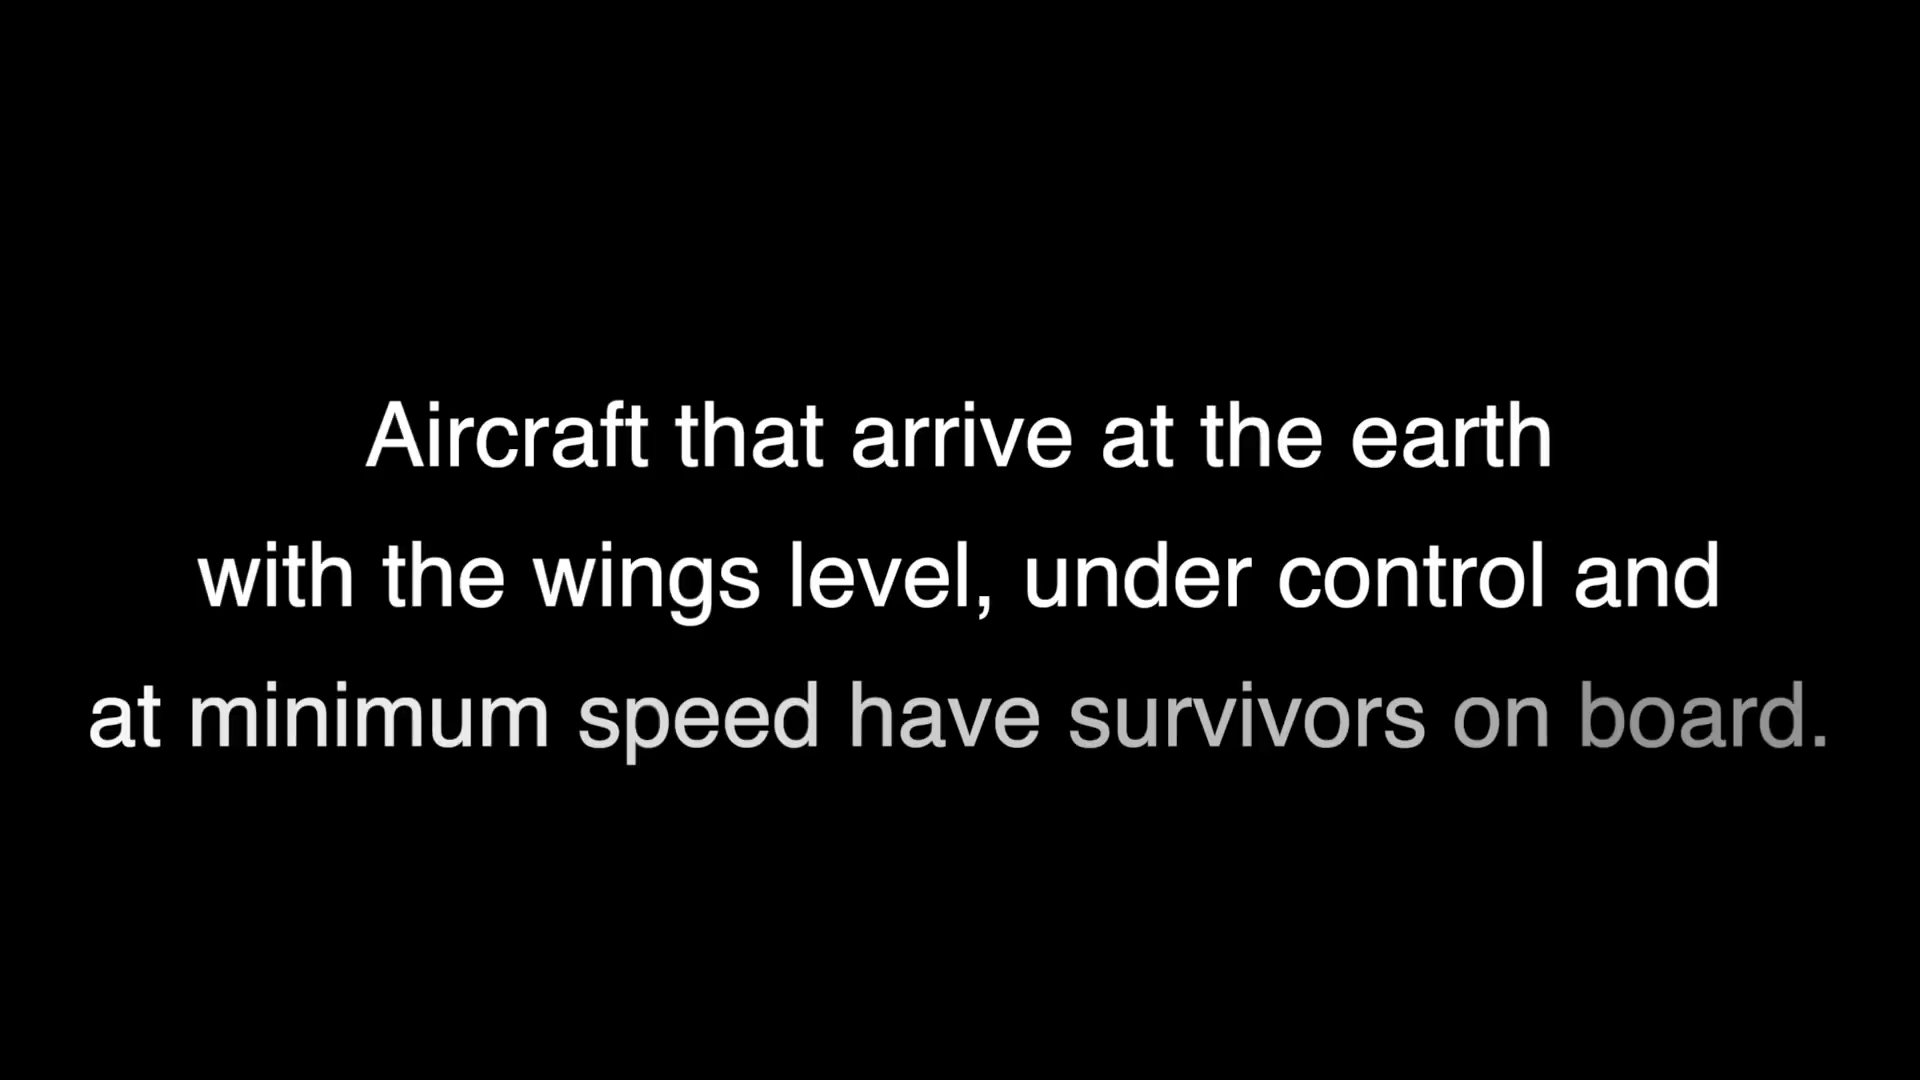 Aircraft that arrive at the earth
with the wings level, under control and
at minimum speed have survivors on board.